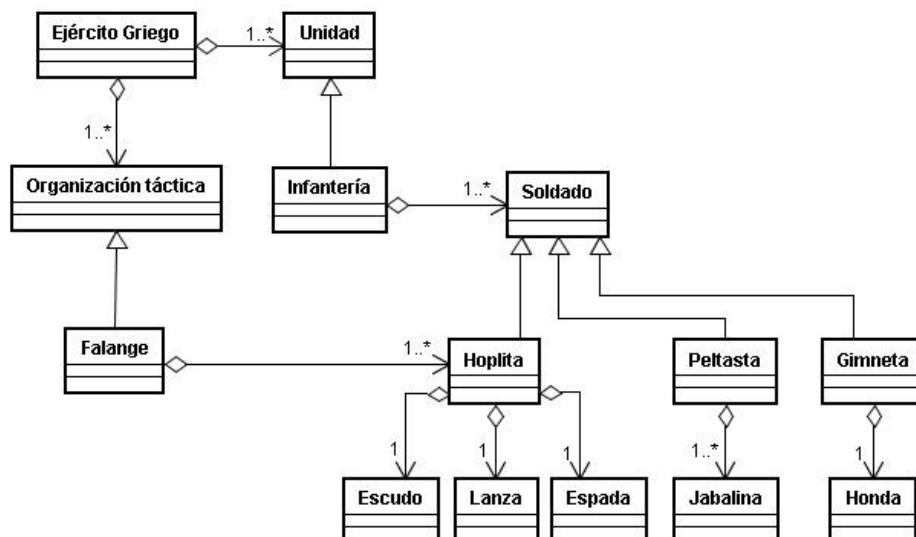 Ejército Griego
1..*
Unidad
1..*
Organización táctica
Infantería
1..*
Soldado
Falange
1..*
Hoplita
Peltasta
Gimneta
1
1
1
1..*
1
Escudo
Lanza
Espada
Jabalina
Honda